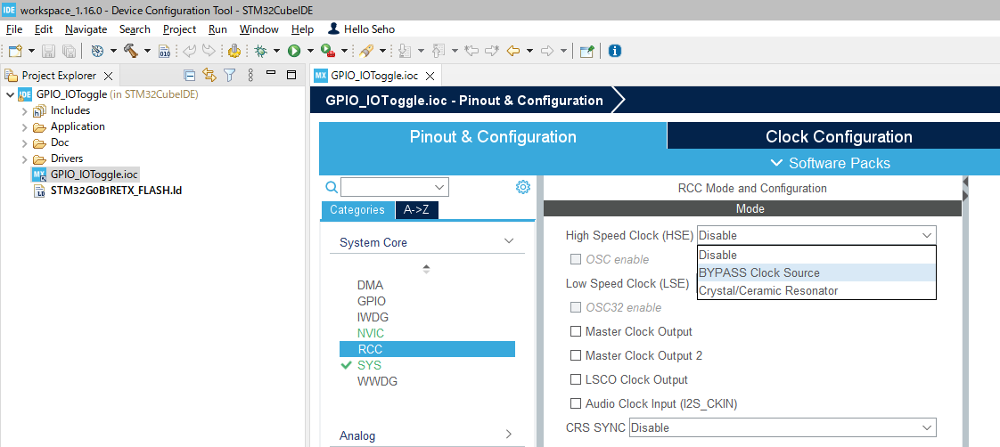 IDE workspace_1.16.0 - Device Configuration Tool - STM32CubeIDE
File Edit Navigate Search Project Run Window Help Hello Seho
010
Project Explorer
MX GPIO_IOToggle.ioc
IDE GPIO_IOToggle (in STM32CubeIDE)
Includes
Application
Doc
Drivers
MX GPIO_IOToggle.ioc
STM32G0B1RETX_FLASH.ld
GPIO_IOToggle.ioc - Pinout & Configuration
Pinout & Configuration
Clock Configuration
Software Packs
Categories
A->Z
System Core
DMA
GPIO
IWDG
NVIC
RCC
SYS
WWDG
Analog
RCC Mode and Configuration
Mode
High Speed Clock (HSE) Disable
Disable
BYPASS Clock Source
Crystal/Ceramic Resonator
OSC enable
Low Speed Clock (LSE)
OSC32 enable
Master Clock Output
Master Clock Output 2
LSCO Clock Output
Audio Clock Input (I2S_CKIN)
CRS SYNC Disable